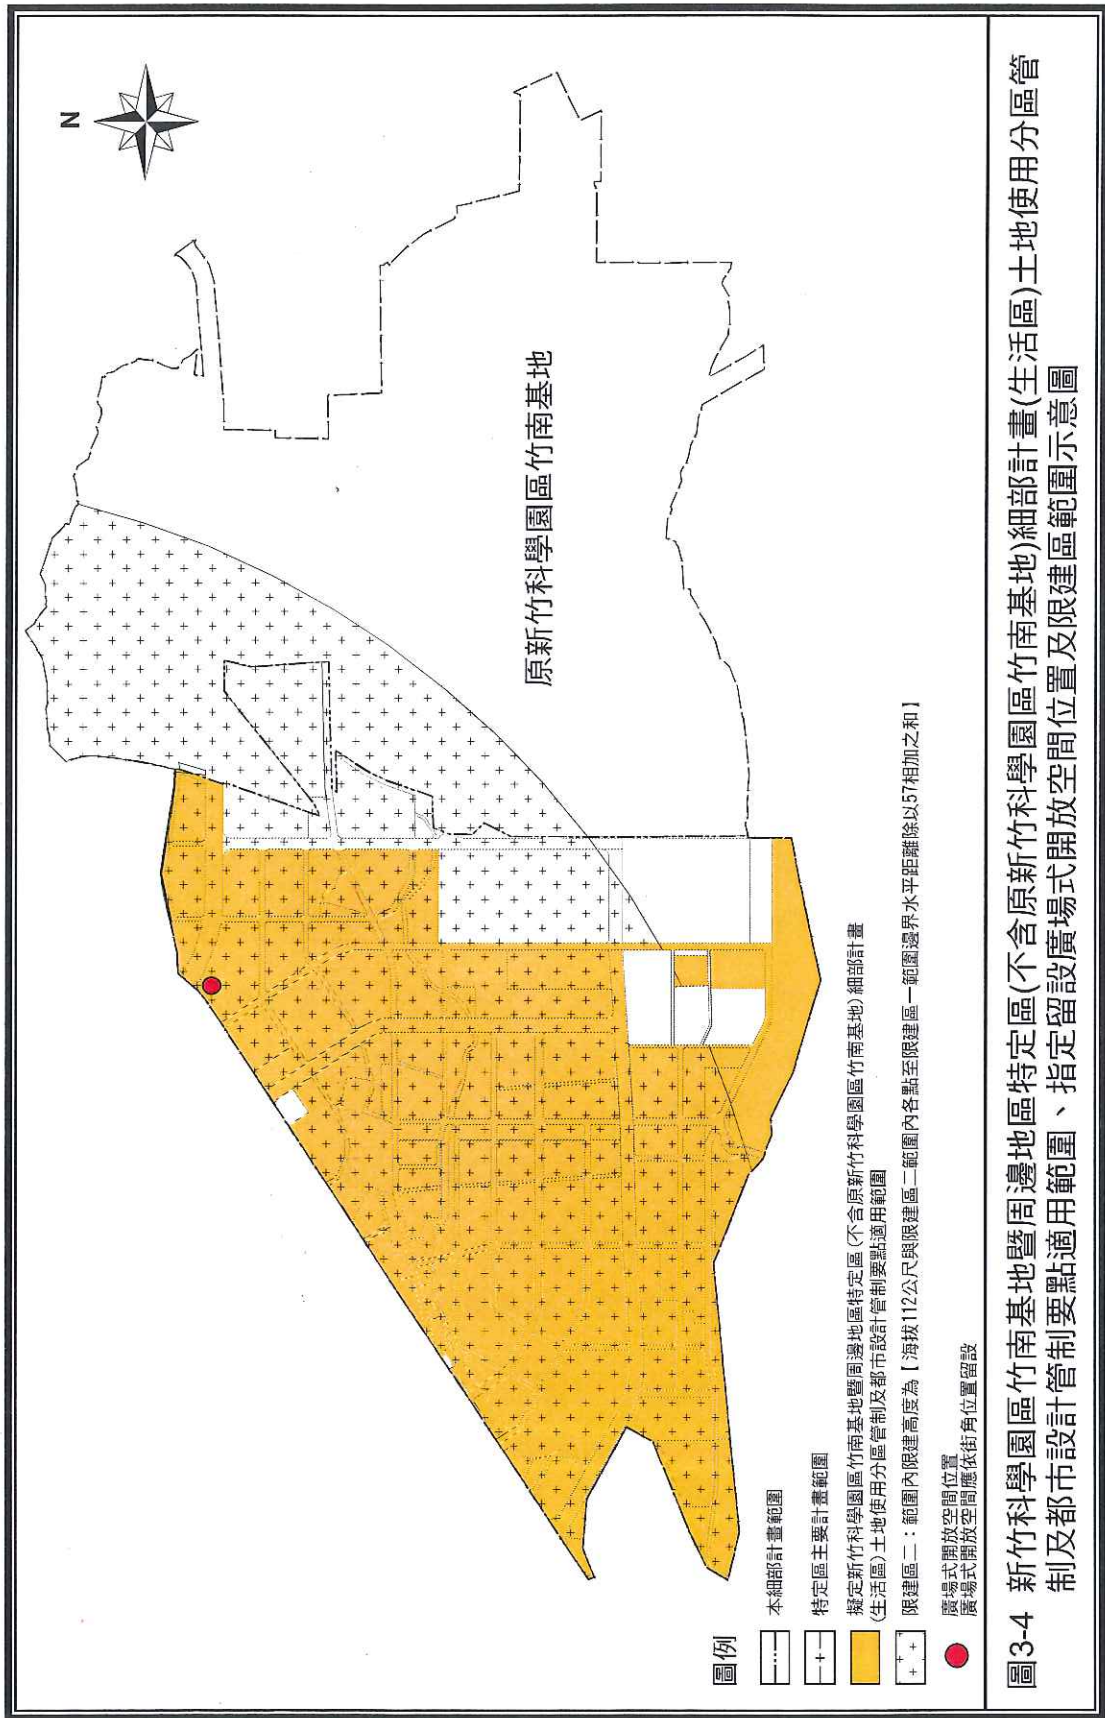 N
原新竹科學園區竹南基地
圖例
本細部計畫範圍
特定區主要計畫範圍
擬定新竹科學園區竹南基地暨周邊地區特定區(不含原新竹科學園區竹南基地)細部計畫
(生活區)土地使用分區管制及都市設計管制要點適用範圍
限建區二：範圍內限建高度為【海拔112公尺與限建區二範圍內各點至限建區一範圍邊界水平距離除以57相加之和】
廣場式開放空間位置
廣場式開放空間應依街角位置留設
圖3-4 新竹科學園區竹南基地暨周邊地區特定區(不含原新竹科學園區竹南基地)細部計畫(生活區)土地使用分區管
制及都市設計管制要點適用範圍、指定留設廣場式開放空間位置及限建區範圍示意圖